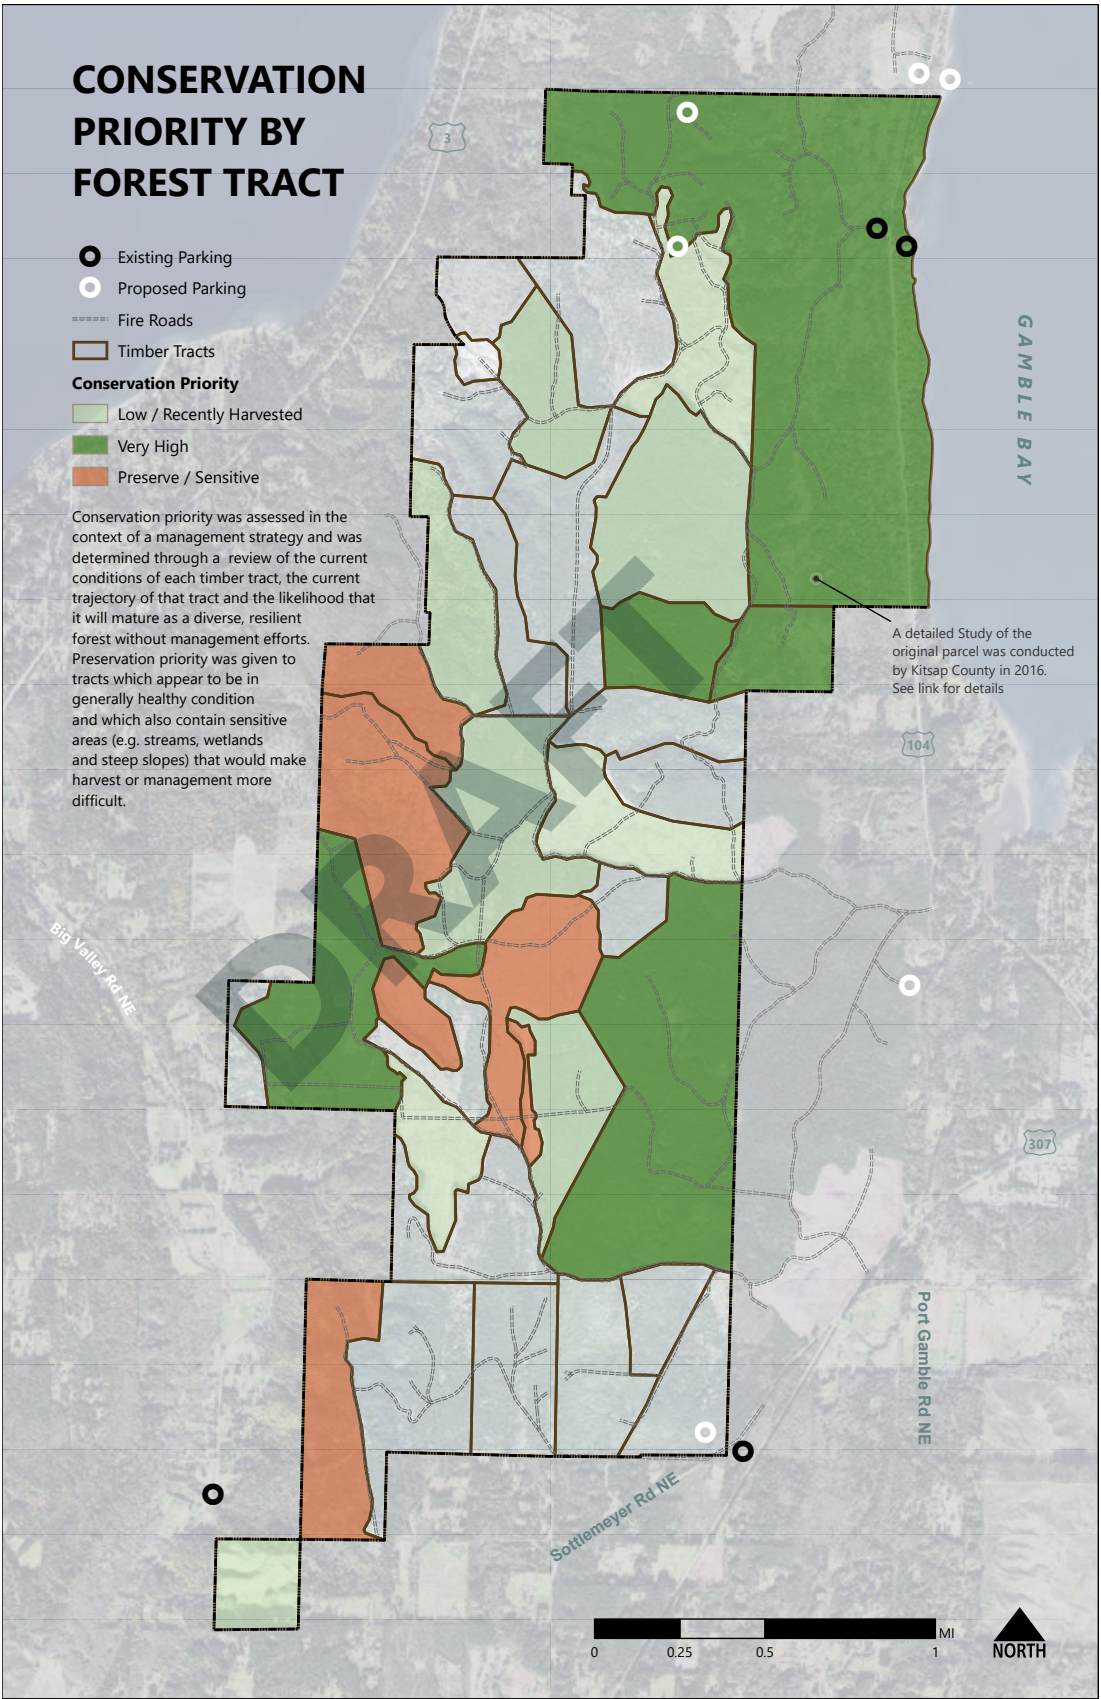 CONSERVATION
PRIORITY BY
FOREST TRACT
3
Existing Parking
Proposed Parking
Fire Roads
Timber Tracts
Conservation Priority
Low / Recently Harvested
Very High
Preserve / Sensitive
Conservation priority was assessed in the
context of a management strategy and was
determined through a review of the current
conditions of each timber tract, the current
trajectory of that tract and the likelihood that
it will mature as a diverse, resilient
forest without management efforts.
Preservation priority was given to
tracts which appear to be in
generally healthy condition
and which also contain sensitive
areas (e.g. streams, wetlands
and steep slopes) that would make
harvest or management more
difficult.
GAMBLE BAY
A detailed Study of the
original parcel was conducted
by Kitsap County in 2016.
See link for details
104
DRAFT
Big Valley Rd NE
307
Port Gamble Rd NE
Sottlemeyer Rd NE
MI
0 0.25 0.5 1
NORTH